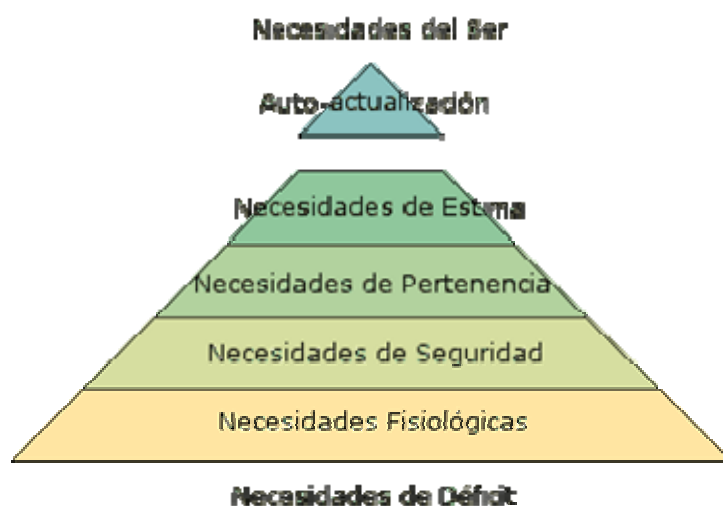 Necesidades del Ser
Auto-actualización
Necesidades de Estima
Necesidades de Pertenencia
Necesidades de Seguridad
Necesidades Fisiológicas
Necesidades de Déficit